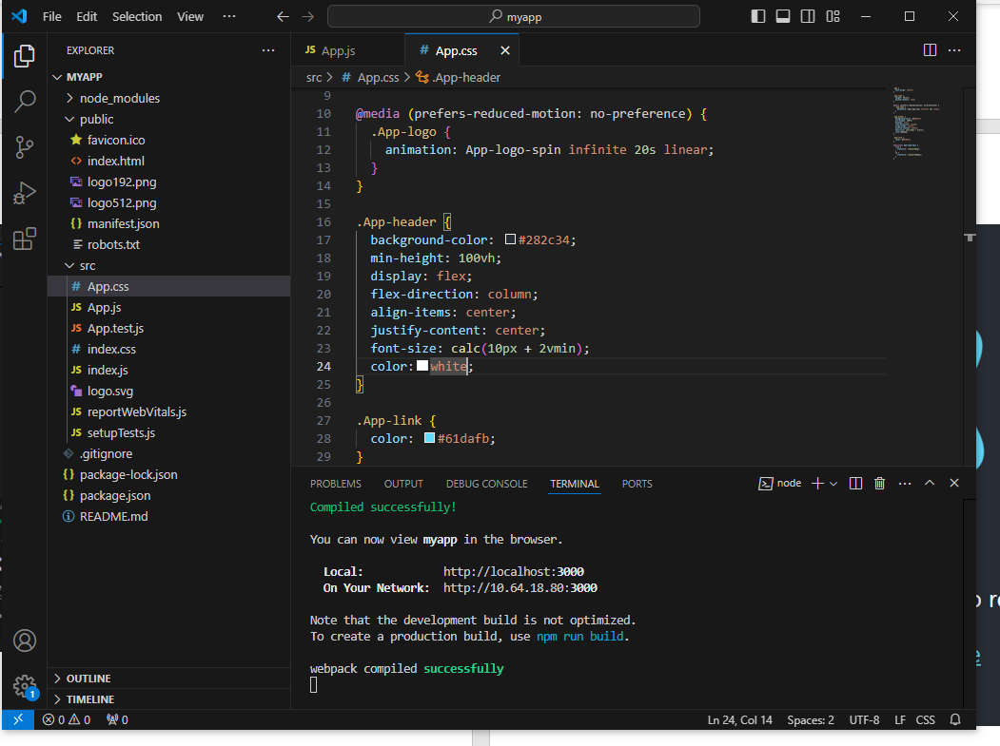 File Edit Selection View ··· myapp
EXPLORER ···
MYAPP
node_modules
public
favicon.ico
index.html
logo192.png
logo512.png
manifest.json
robots.txt
src
# App.css
JS App.js
JS App.test.js
# index.css
JS index.js
logo.svg
JS reportWebVitals.js
JS setupTests.js
.gitignore
{} package-lock.json
{} package.json
README.md
OUTLINE
TIMELINE
JS App.js # App.css
src > # App.css > .App-header
9
10 @media (prefers-reduced-motion: no-preference) {
11 .App-logo {
12 animation: App-logo-spin infinite 20s linear;
13 }
14 }
15
16 .App-header {
17 background-color: #282c34;
18 min-height: 100vh;
19 display: flex;
20 flex-direction: column;
21 align-items: center;
22 justify-content: center;
23 font-size: calc(10px + 2vmin);
24 color: white;
25 }
26
27 .App-link {
28 color: #61dafb;
29 }
PROBLEMS OUTPUT DEBUG CONSOLE TERMINAL PORTS node
Compiled successfully!
You can now view myapp in the browser.
Local: http://localhost:3000
On Your Network: http://10.64.18.80:3000
Note that the development build is not optimized.
To create a production build, use npm run build.
webpack compiled successfully
1
0 0 0 Ln 24, Col 14 Spaces: 2 UTF-8 LF CSS